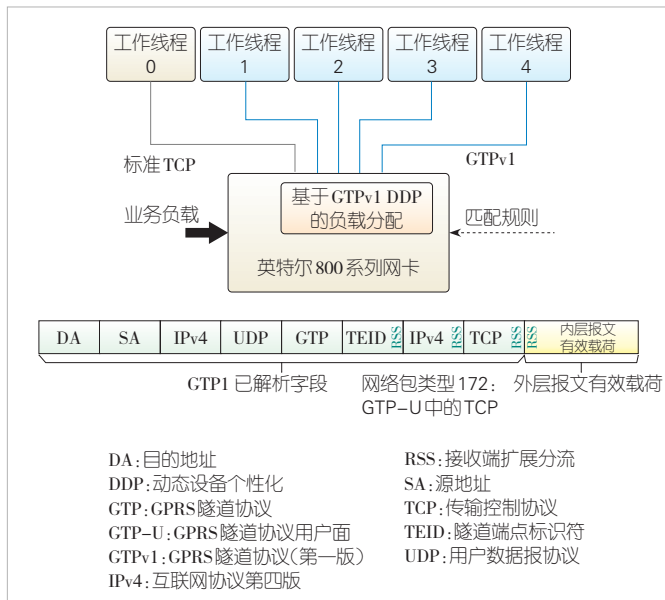 工作线程
0
工作线程
1
工作线程
2
工作线程
3
工作线程
4
标准TCP
GTPv1
业务负载
基于GTPv1 DDP
的负载分配
匹配规则
英特尔800系列网卡
DA SA IPv4 UDP GTP TEID RSS IPv4 RSS TCP RSS RSS 内层报文
有效载荷
GTP1已解析字段
网络包类型172：
GTP-U中的TCP
外层报文有效载荷
DA：目的地址
DDP：动态设备个性化
GTP：GPRS隧道协议
GTP-U：GPRS隧道协议用户面
GTPv1：GPRS隧道协议（第一版）
IPv4：互联网协议第四版
RSS：接收端扩展分流
SA：源地址
TCP：传输控制协议
TEID：隧道端点标识符
UDP：用户数据报协议